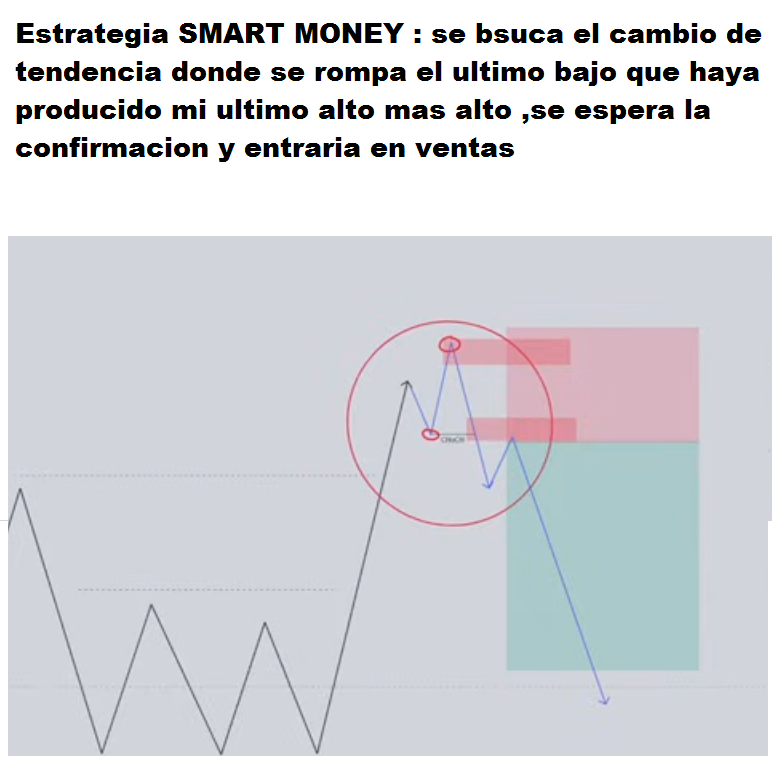 Estrategia SMART MONEY : se bsuca el cambio de
tendencia donde se rompa el ultimo bajo que haya
producido mi ultimo alto mas alto ,se espera la
confirmacion y entraria en ventas
CHoCH